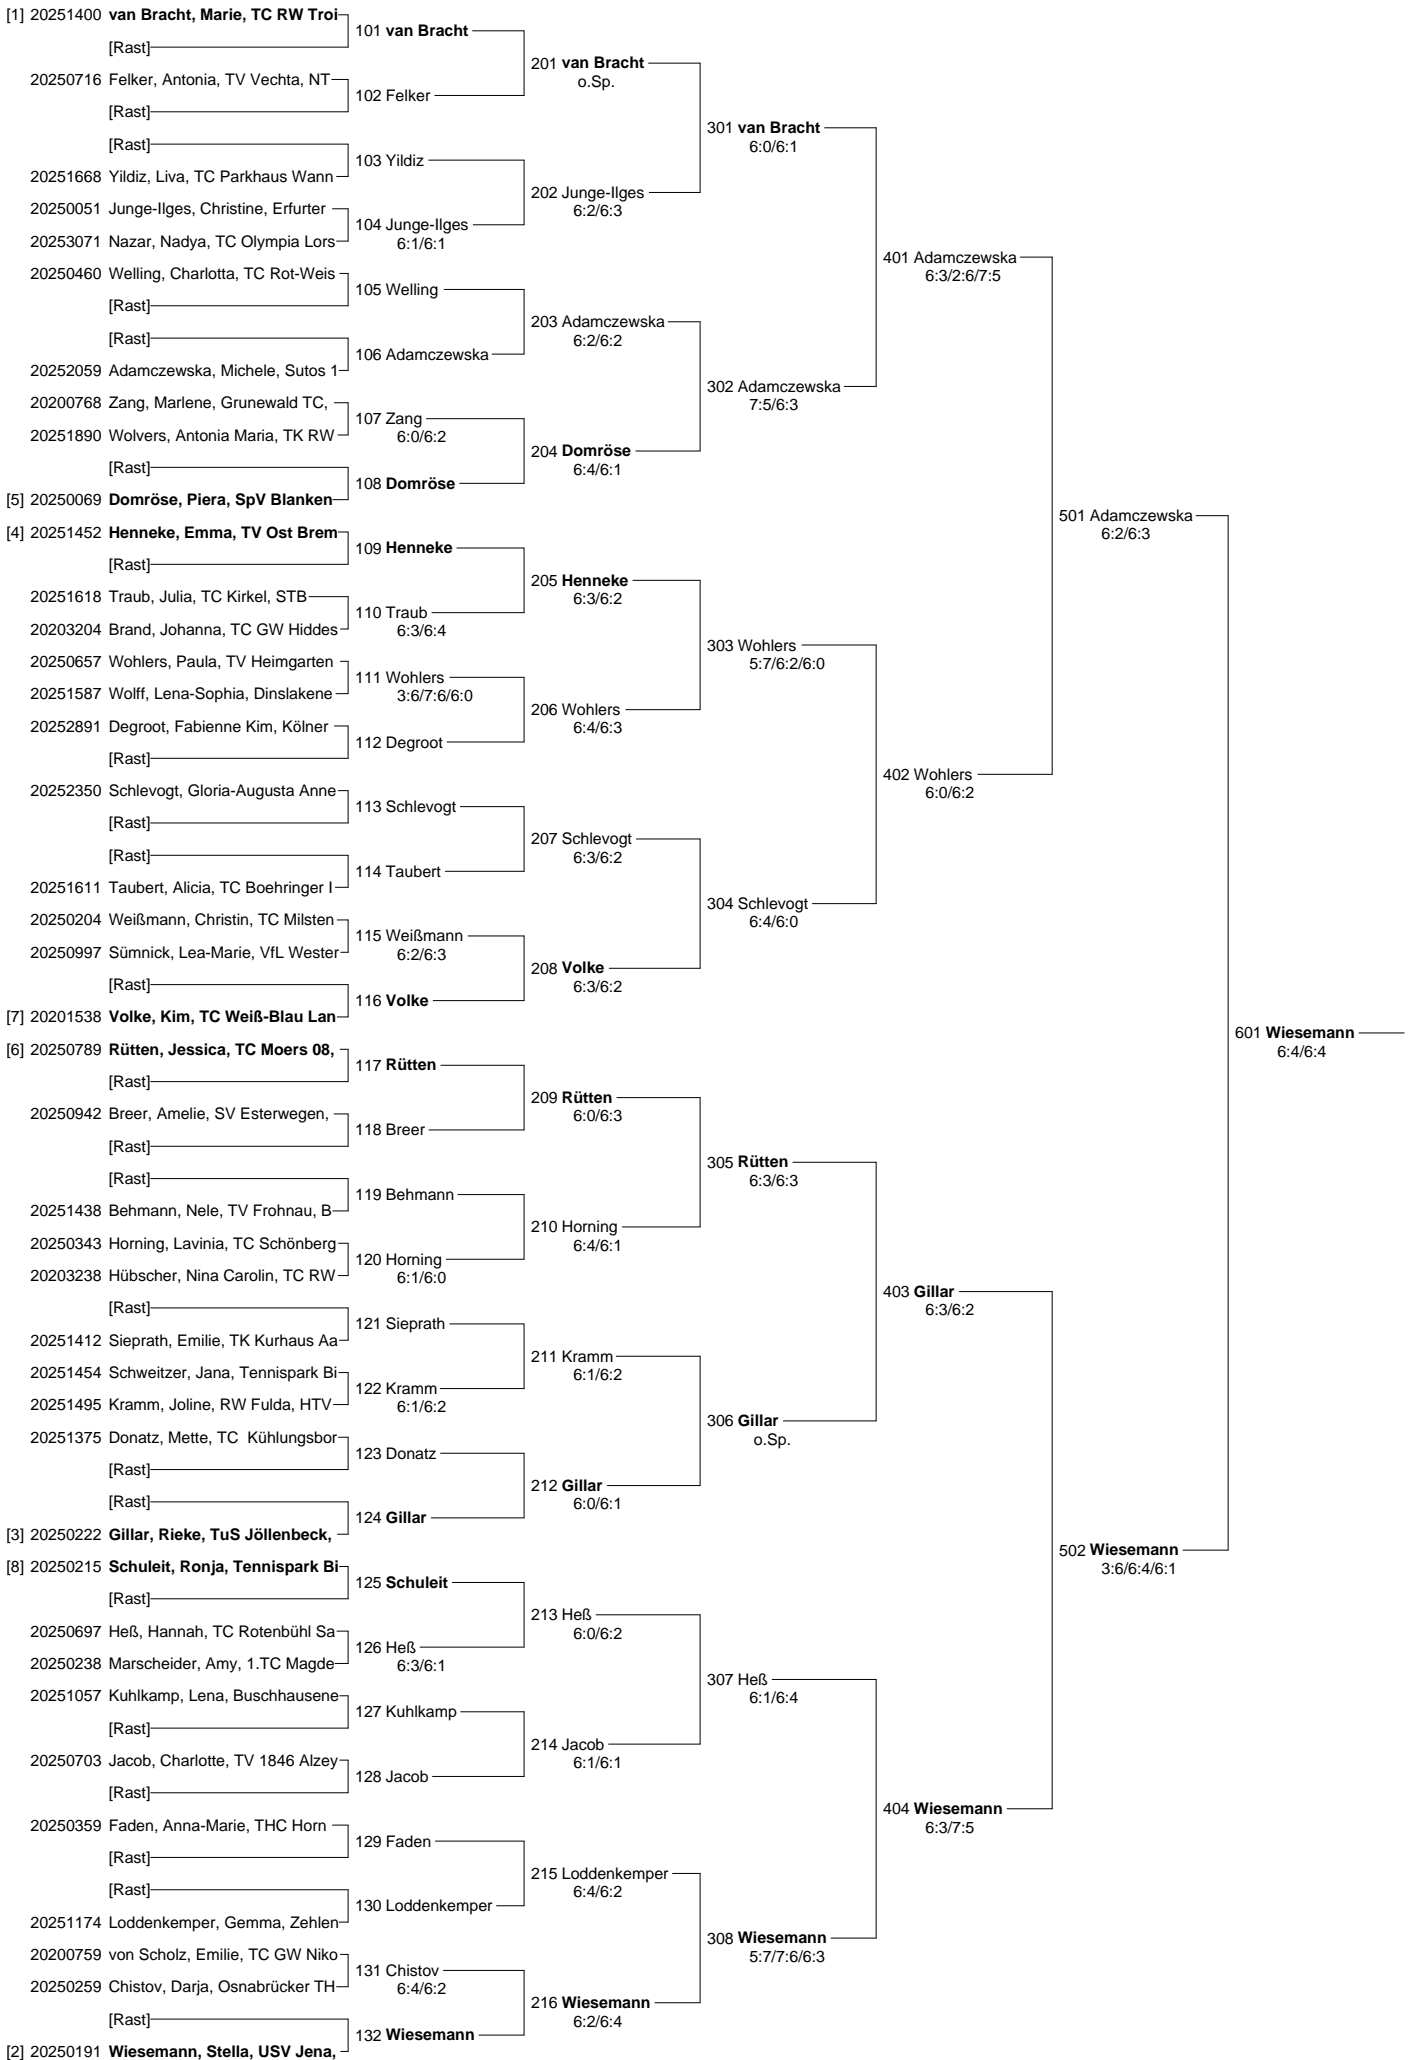 [1] 20251400 van Bracht, Marie, TC RW Troi
101 van Bracht
[Rast]
201 van Bracht
o.Sp.
20250716 Felker, Antonia, TV Vechta, NT
102 Felker
[Rast]
301 van Bracht
6:0/6:1
[Rast]
103 Yildiz
20251668 Yildiz, Liva, TC Parkhaus Wann
202 Junge-Ilges
6:2/6:3
20250051 Junge-Ilges, Christine, Erfurter
104 Junge-Ilges
6:1/6:1
20253071 Nazar, Nadya, TC Olympia Lors
401 Adamczewska
6:3/2:6/7:5
20250460 Welling, Charlotta, TC Rot-Weis
105 Welling
[Rast]
203 Adamczewska
6:2/6:2
[Rast]
106 Adamczewska
20252059 Adamczewska, Michele, Sutos 1
302 Adamczewska
7:5/6:3
20200768 Zang, Marlene, Grunewald TC,
107 Zang
6:0/6:2
20251890 Wolvers, Antonia Maria, TK RW
204 Domröse
6:4/6:1
[Rast]
108 Domröse
[5] 20250069 Domröse, Piera, SpV Blanken
501 Adamczewska
6:2/6:3
[4] 20251452 Henneke, Emma, TV Ost Brem
109 Henneke
[Rast]
205 Henneke
6:3/6:2
20251618 Traub, Julia, TC Kirkel, STB
110 Traub
6:3/6:4
20203204 Brand, Johanna, TC GW Hiddes
303 Wohlers
5:7/6:2/6:0
20250657 Wohlers, Paula, TV Heimgarten
111 Wohlers
3:6/7:6/6:0
20251587 Wolff, Lena-Sophia, Dinslakene
206 Wohlers
6:4/6:3
20252891 Degroot, Fabienne Kim, Kölner
112 Degroot
[Rast]
402 Wohlers
6:0/6:2
20252350 Schlevogt, Gloria-Augusta Anne
113 Schlevogt
[Rast]
207 Schlevogt
6:3/6:2
[Rast]
114 Taubert
20251611 Taubert, Alicia, TC Boehringer I
304 Schlevogt
6:4/6:0
20250204 Weißmann, Christin, TC Milsten
115 Weißmann
6:2/6:3
20250997 Sümnick, Lea-Marie, VfL Wester
208 Volke
6:3/6:2
[Rast]
116 Volke
[7] 20201538 Volke, Kim, TC Weiß-Blau Lan
601 Wiesemann
6:4/6:4
[6] 20250789 Rütten, Jessica, TC Moers 08,
117 Rütten
[Rast]
209 Rütten
6:0/6:3
20250942 Breer, Amelie, SV Esterwegen,
118 Breer
[Rast]
305 Rütten
6:3/6:3
[Rast]
119 Behmann
20251438 Behmann, Nele, TV Frohnau, B
210 Horning
6:4/6:1
20250343 Horning, Lavinia, TC Schönberg
120 Horning
6:1/6:0
20203238 Hübscher, Nina Carolin, TC RW
403 Gillar
6:3/6:2
[Rast]
121 Sieprath
20251412 Sieprath, Emilie, TK Kurhaus Aa
211 Kramm
6:1/6:2
20251454 Schweitzer, Jana, Tennispark Bi
122 Kramm
6:1/6:2
20251495 Kramm, Joline, RW Fulda, HTV
306 Gillar
o.Sp.
20251375 Donatz, Mette, TC Kühlungsbor
123 Donatz
[Rast]
212 Gillar
6:0/6:1
[Rast]
124 Gillar
[3] 20250222 Gillar, Rieke, TuS Jöllenbeck,
502 Wiesemann
3:6/6:4/6:1
[8] 20250215 Schuleit, Ronja, Tennispark Bi
125 Schuleit
[Rast]
213 Heß
6:0/6:2
20250697 Heß, Hannah, TC Rotenbühl Sa
126 Heß
6:3/6:1
20250238 Marscheider, Amy, 1.TC Magde
307 Heß
6:1/6:4
20251057 Kuhlkamp, Lena, Buschhausene
127 Kuhlkamp
[Rast]
214 Jacob
6:1/6:1
20250703 Jacob, Charlotte, TV 1846 Alzey
128 Jacob
[Rast]
404 Wiesemann
6:3/7:5
20250359 Faden, Anna-Marie, THC Horn
129 Faden
[Rast]
215 Loddenkemper
6:4/6:2
[Rast]
130 Loddenkemper
20251174 Loddenkemper, Gemma, Zehlen
308 Wiesemann
5:7/7:6/6:3
20200759 von Scholz, Emilie, TC GW Niko
131 Chistov
6:4/6:2
20250259 Chistov, Darja, Osnabrücker TH
216 Wiesemann
6:2/6:4
[Rast]
132 Wiesemann
[2] 20250191 Wiesemann, Stella, USV Jena,